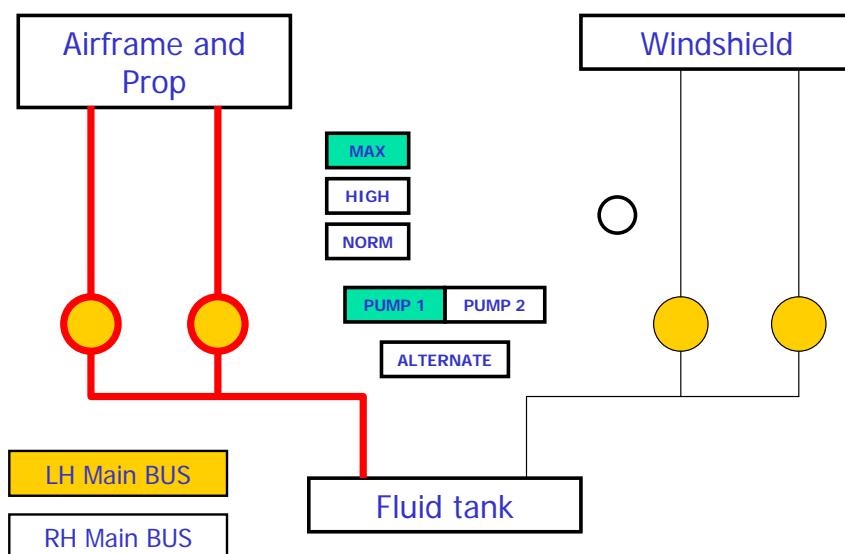 Airframe and
Prop
Windshield
MAX
HIGH
NORM
PUMP 1
PUMP 2
ALTERNATE
LH Main BUS
Fluid tank
RH Main BUS